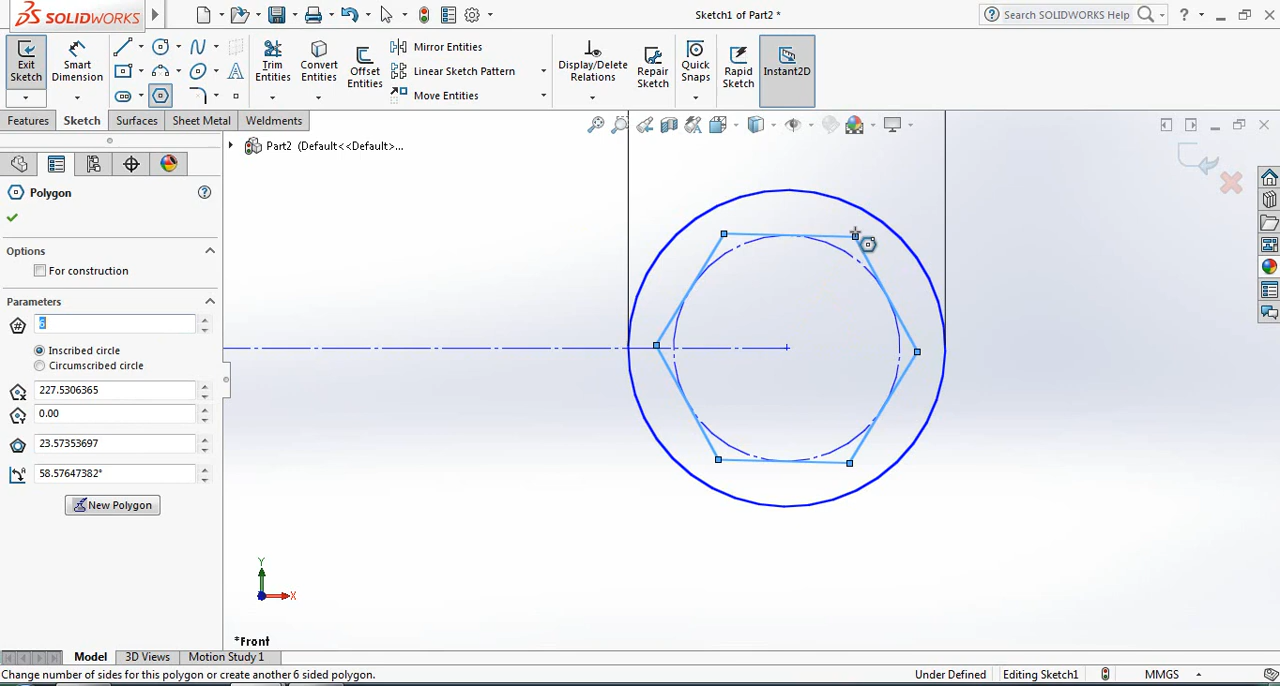 SOLIDWORKS
Sketch1 of Part2 *
Search SOLIDWORKS Help
?
Exit Sketch
Smart Dimension
Trim Entities
Convert Entities
Offset Entities
Mirror Entities
Linear Sketch Pattern
Move Entities
Display/Delete Relations
Repair Sketch
Quick Snaps
Rapid Sketch
Instant2D
Features
Sketch
Surfaces
Sheet Metal
Weldments
Part2 (Default<<Default>...
Polygon
Options
For construction
Parameters
6
Inscribed circle
Circumscribed circle
227.5306365
0.00
23.57353697
58.57647382°
New Polygon
Y
X
*Front
Model
3D Views
Motion Study 1
Change number of sides for this polygon or create another 6 sided polygon.
Under Defined
Editing Sketch1
MMGS